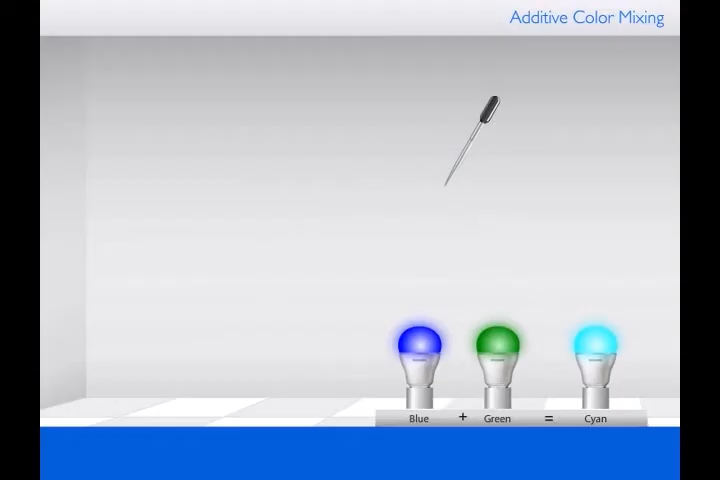 Additive Color Mixing
Blue + Green = Cyan